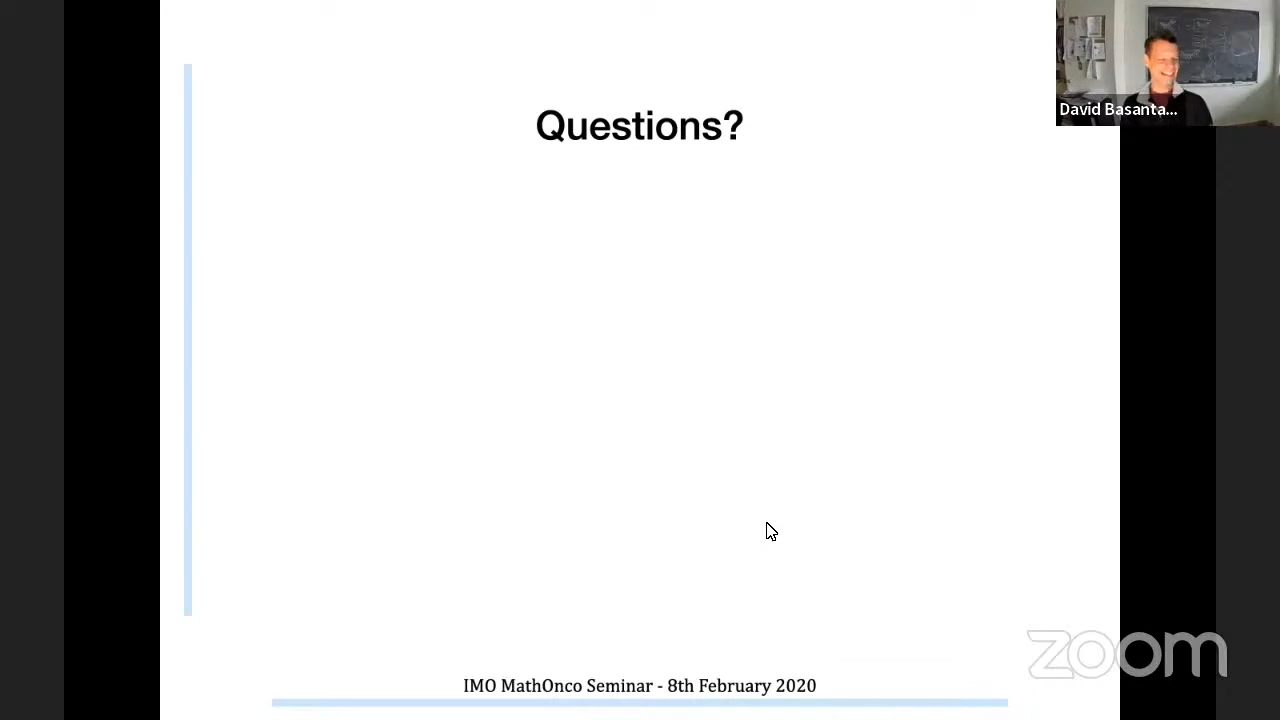 Questions?
David Basanta...
IMO MathOnco Seminar - 8th February 2020
zoom